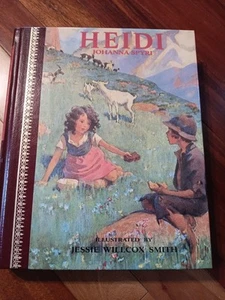 HEIDI
JOHANNA SPYRI
ILLUSTRATED BY
JESSIE WILLCOX SMITH